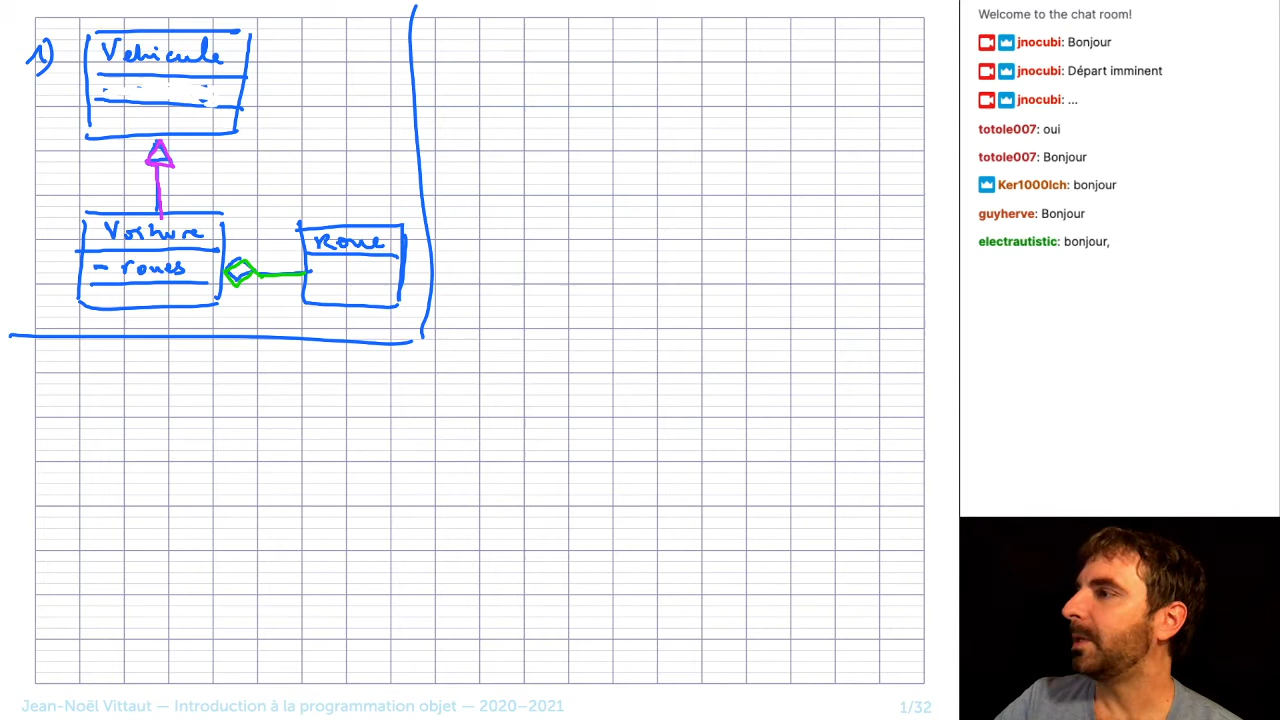 1)
Vehicule
Voiture
- roues
Roue
Jean-Noël Vittaut — Introduction à la programmation objet — 2020–2021
1/32
Welcome to the chat room!
jnocubi: Bonjour
jnocubi: Départ imminent
jnocubi: ...
totole007: oui
totole007: Bonjour
Ker1000lch: bonjour
guyherve: Bonjour
electrautistic: bonjour,